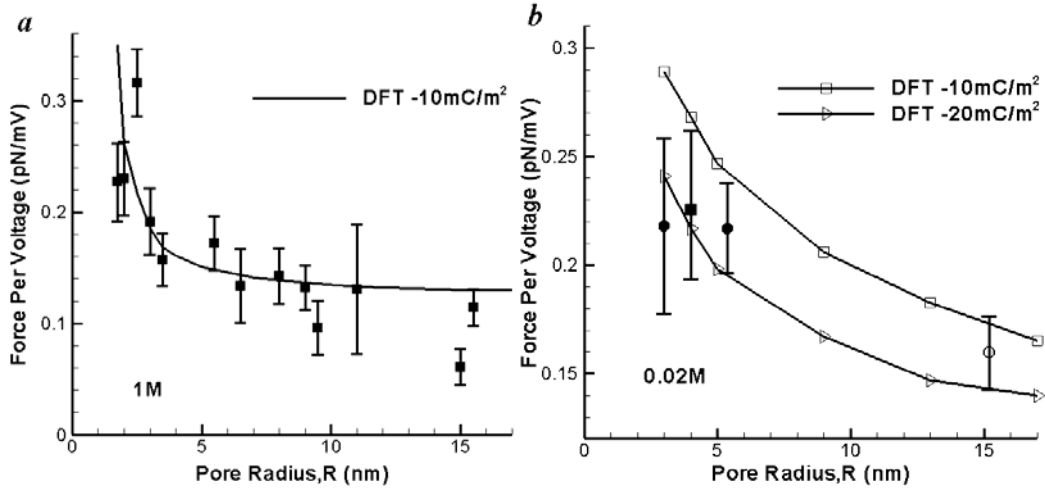 a
Force Per Voltage (pN/mV)
0.3
0.2
0.1
0
DFT -10mC/m²
1M
0 5 10 15
Pore Radius,R (nm)
b
Force Per Voltage (pN/mV)
0.3
0.25
0.2
0.15
DFT -10mC/m²
DFT -20mC/m²
0.02M
0 5 10 15
Pore Radius,R (nm)